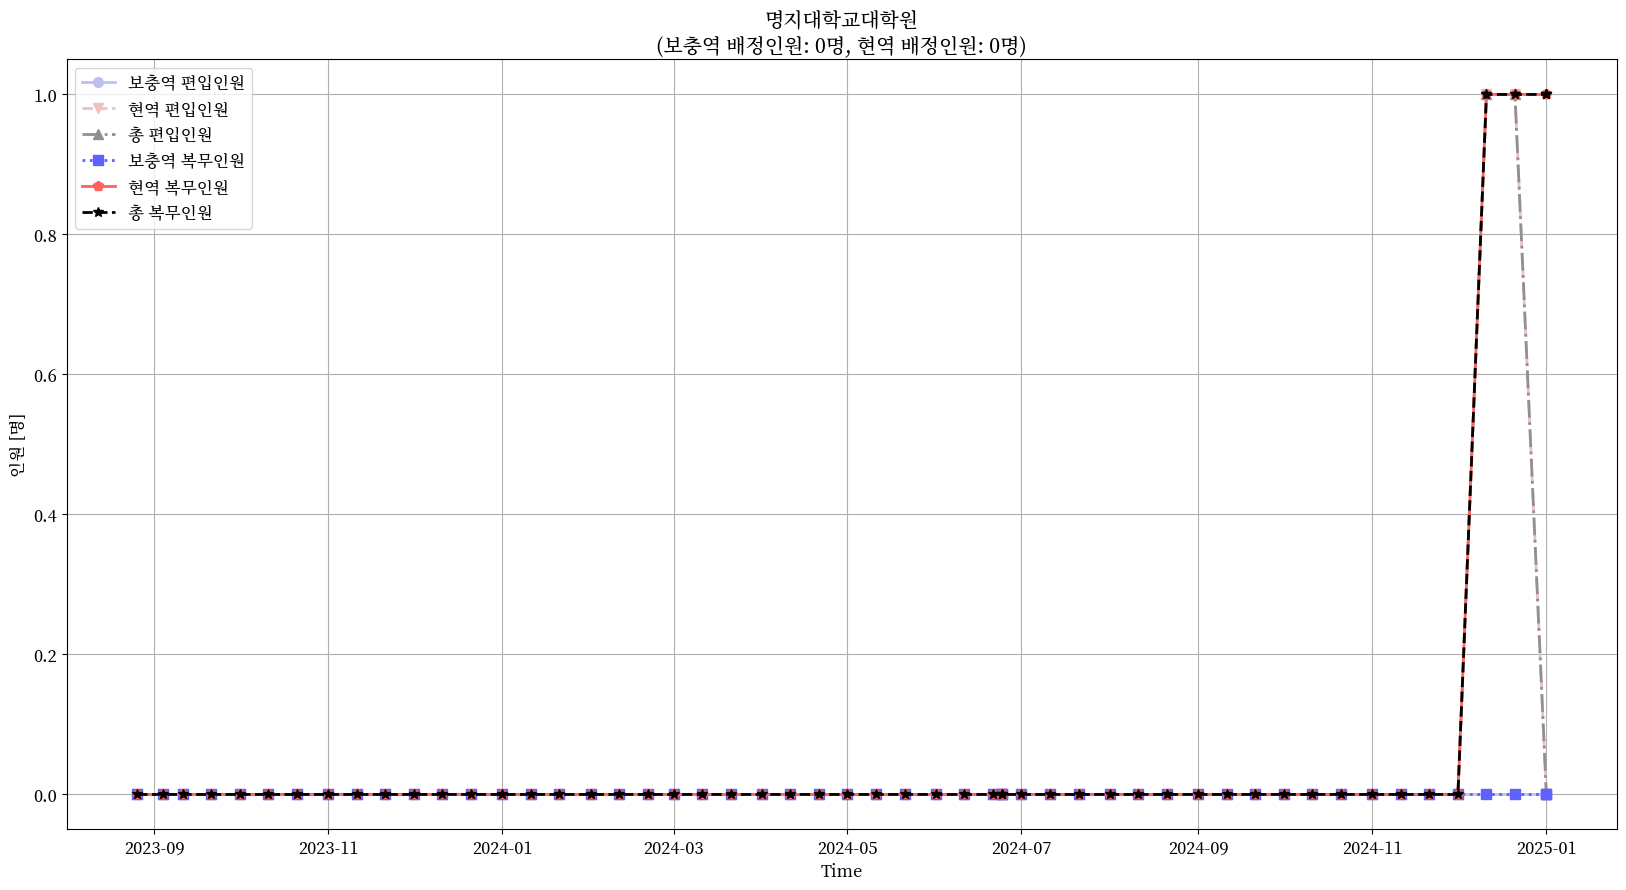 명지대학교대학원
(보충역 배정인원: 0명, 현역 배정인원: 0명)
보충역 편입인원
현역 편입인원
총 편입인원
보충역 복무인원
현역 복무인원
총 복무인원
인원 [명]
1.0
0.8
0.6
0.4
0.2
0.0
2023-09
2023-11
2024-01
2024-03
2024-05
2024-07
2024-09
2024-11
2025-01
Time